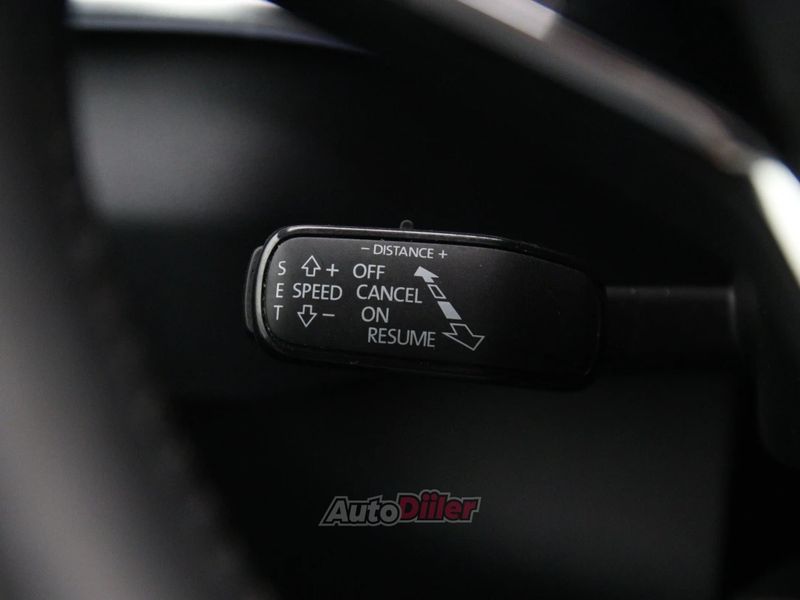 – DISTANCE +
S + OFF
E SPEED CANCEL
T – ON
RESUME
AutoDiiler